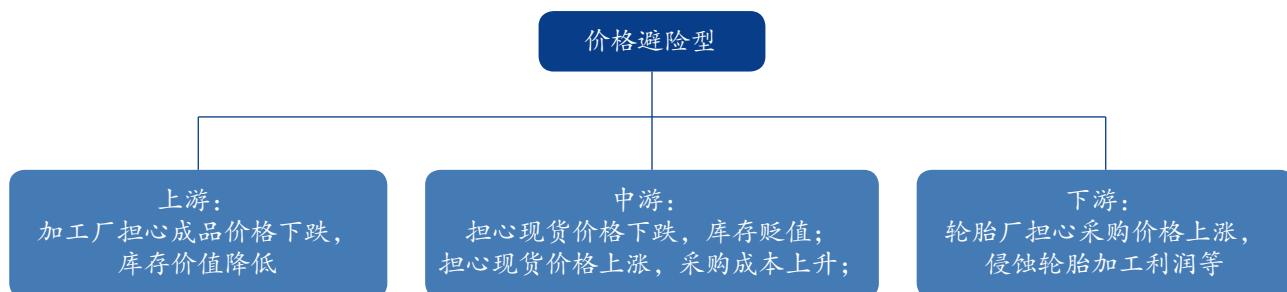 价格避险型
上游：
加工厂担心成品价格下跌，
库存价值降低
中游：
担心现货价格下跌，库存贬值；
担心现货价格上涨，采购成本上升；
下游：
轮胎厂担心采购价格上涨，
侵蚀轮胎加工利润等